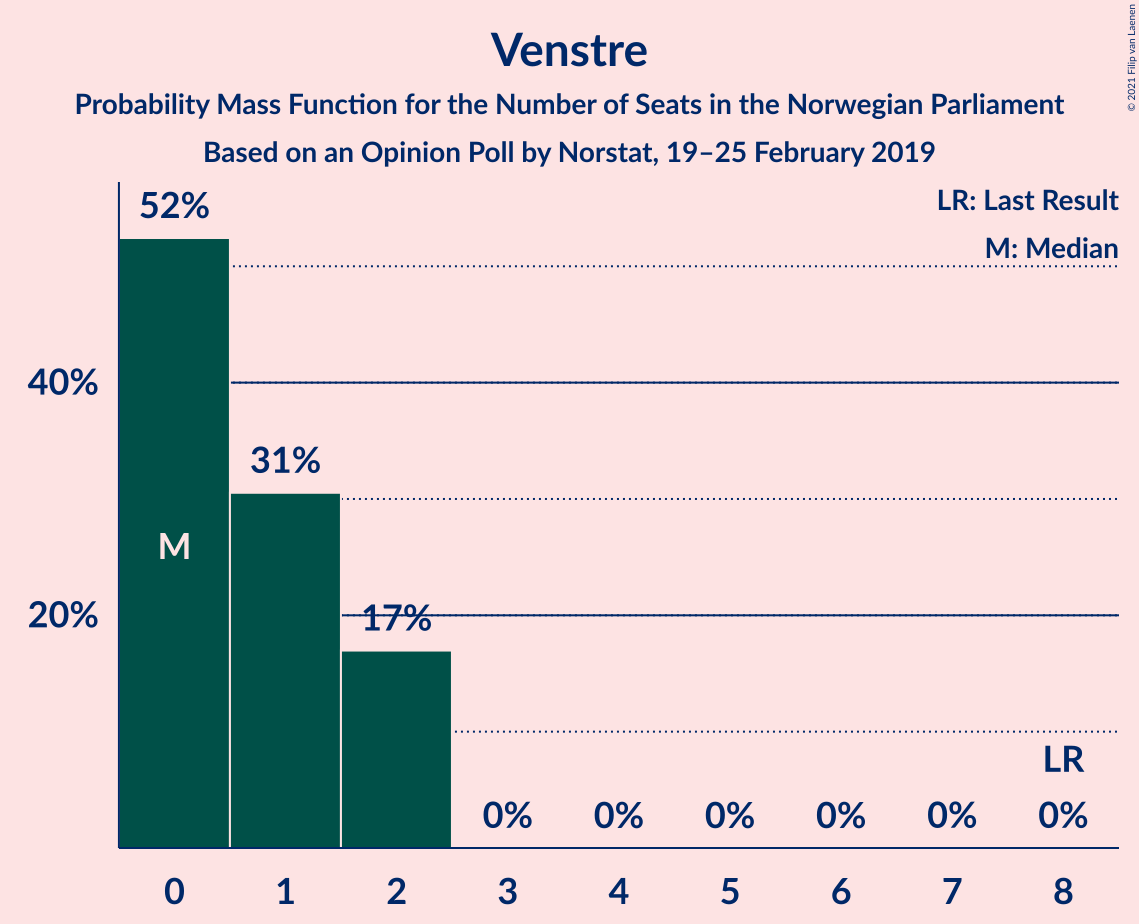 Venstre
Probability Mass Function for the Number of Seats in the Norwegian Parliament
Based on an Opinion Poll by Norstat, 19–25 February 2019
© 2021 Filip van Laenen
LR: Last Result
M: Median
52%
40%
31%
M
20%
17%
LR
0% 0% 0% 0% 0% 0%
0 1 2 3 4 5 6 7 8